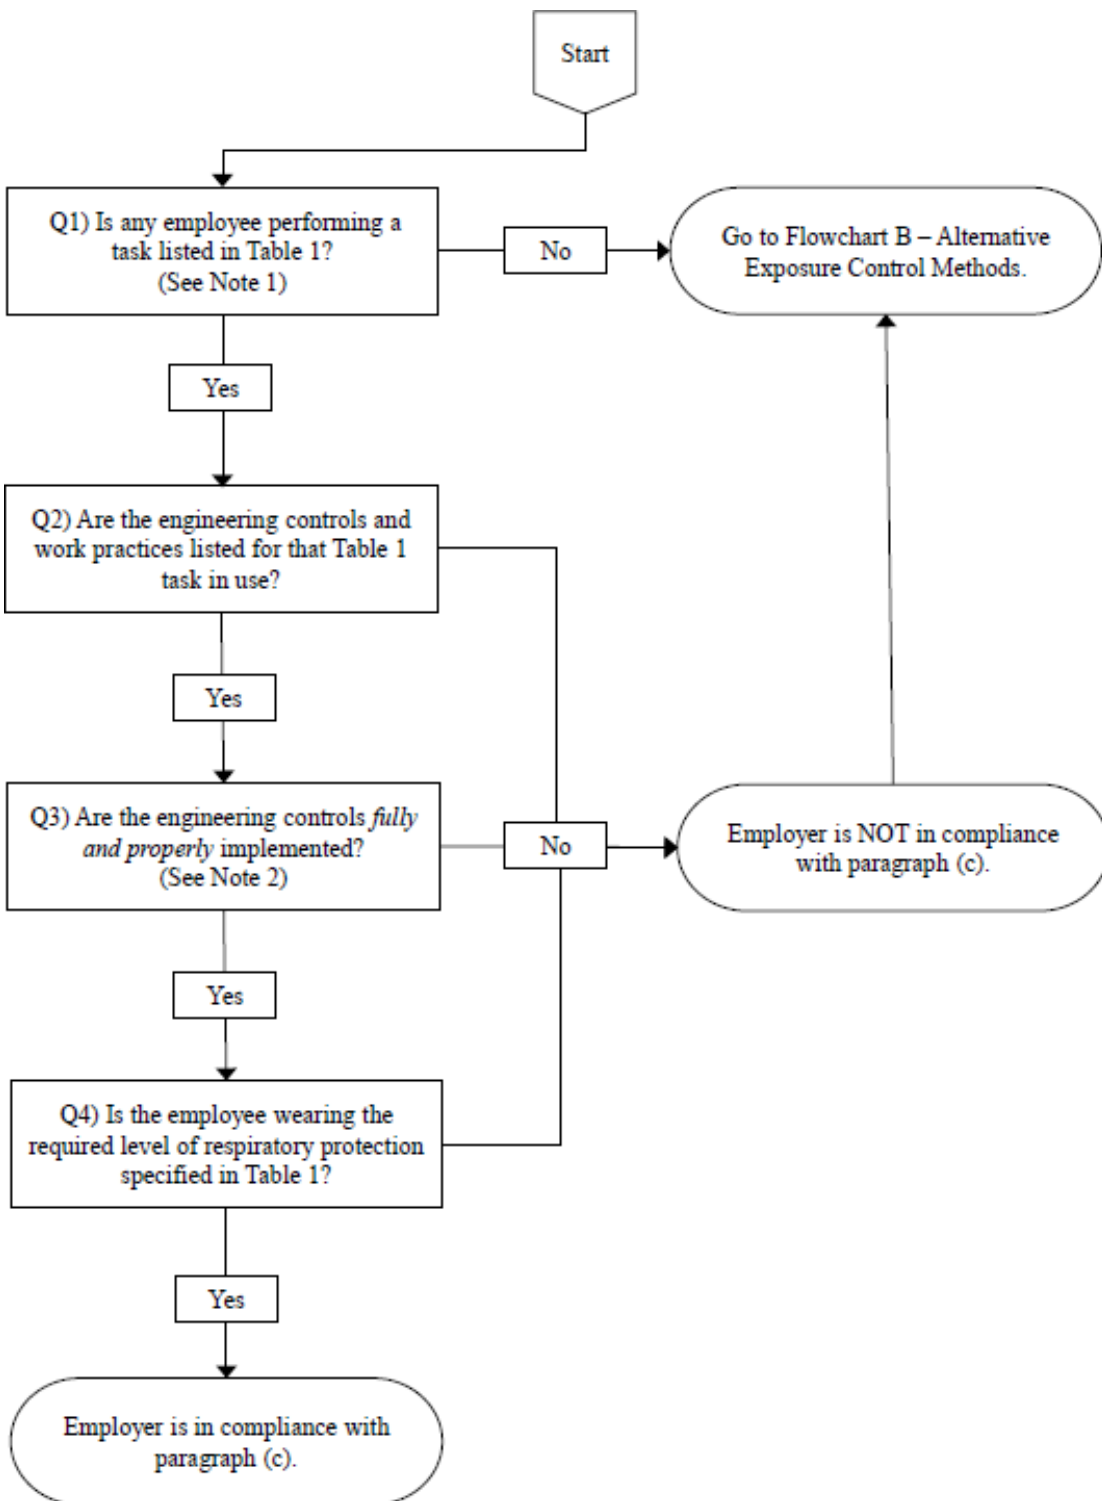 Start
Q1) Is any employee performing a
task listed in Table 1?
(See Note 1)
No
Go to Flowchart B – Alternative
Exposure Control Methods.
Yes
Q2) Are the engineering controls and
work practices listed for that Table 1
task in use?
Yes
Q3) Are the engineering controls fully
and properly implemented?
(See Note 2)
No
Employer is NOT in compliance
with paragraph (c).
Yes
Q4) Is the employee wearing the
required level of respiratory protection
specified in Table 1?
Yes
Employer is in compliance with
paragraph (c).